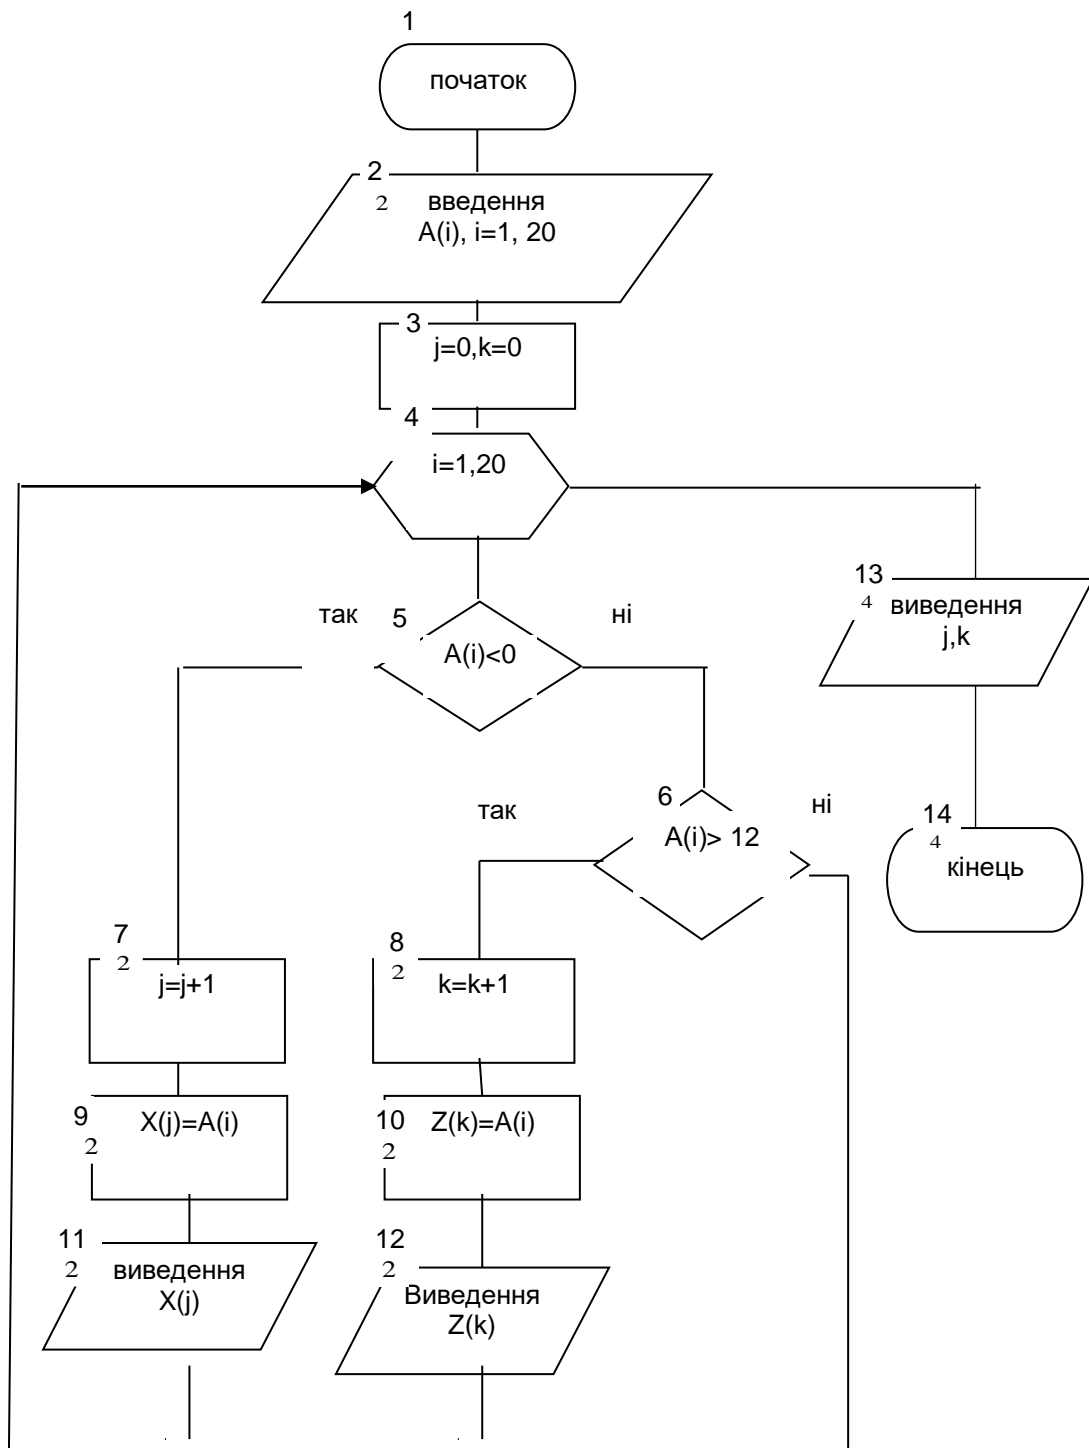 1
початок
2
2
введення
A(i), i=1, 20
3
j=0,k=0
4
i=1,20
13
4
виведення
j,k
так
5
ні
A(i)<0
так
6
ні
A(i)> 12
14
4
кінець
7
2
j=j+1
8
2
k=k+1
9
2
X(j)=A(i)
10
2
Z(k)=A(i)
11
2
виведення
X(j)
12
2
Виведення
Z(k)